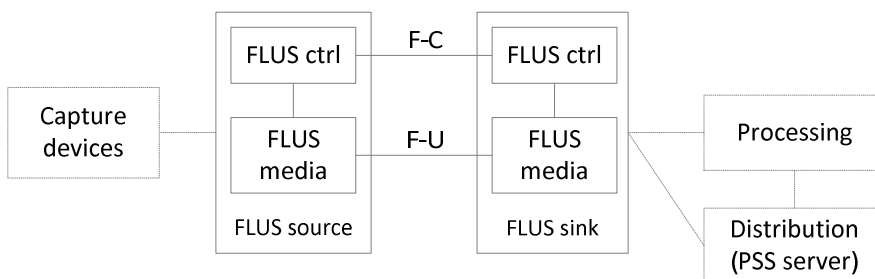 F-C
FLUS ctrl
FLUS ctrl
Capture
devices
F-U
FLUS
media
FLUS
media
Processing
FLUS source
FLUS sink
Distribution
(PSS server)